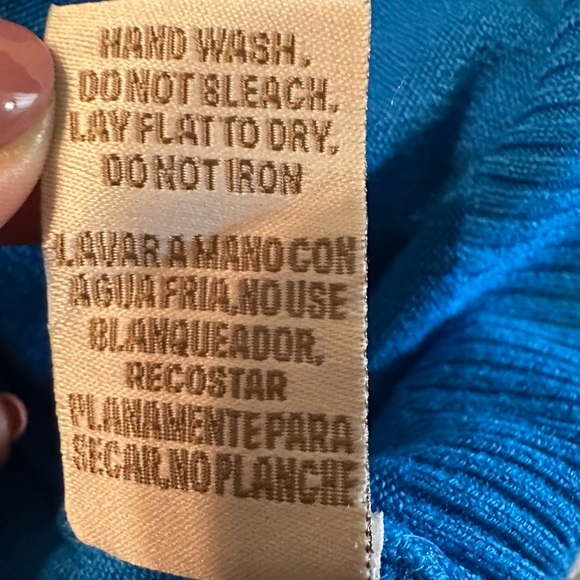 HAND WASH.
DO NOT BLEACH.
LAY FLAT TO DRY.
DO NOT IRON
LAVAR A MANO CON
AGUA FRIA, NO USE
BLANQUEADOR,
RECOSTAR
PLANAMENTE PARA
SECAR, NO PLANCHE